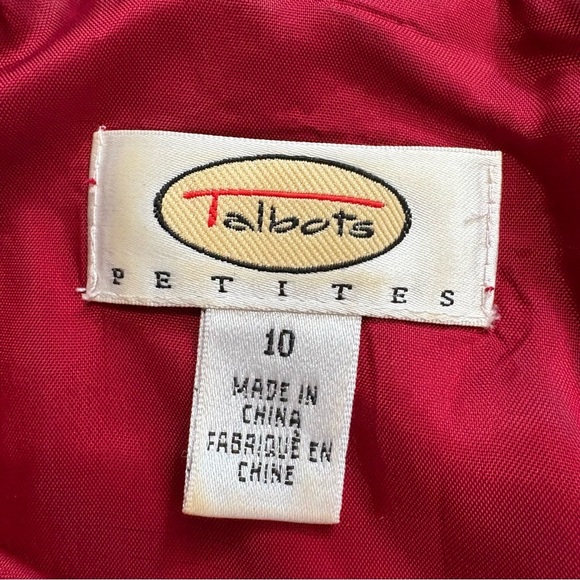 Talbots
PETITES
10
MADE IN
CHINA
FABRIQUÉ EN
CHINE